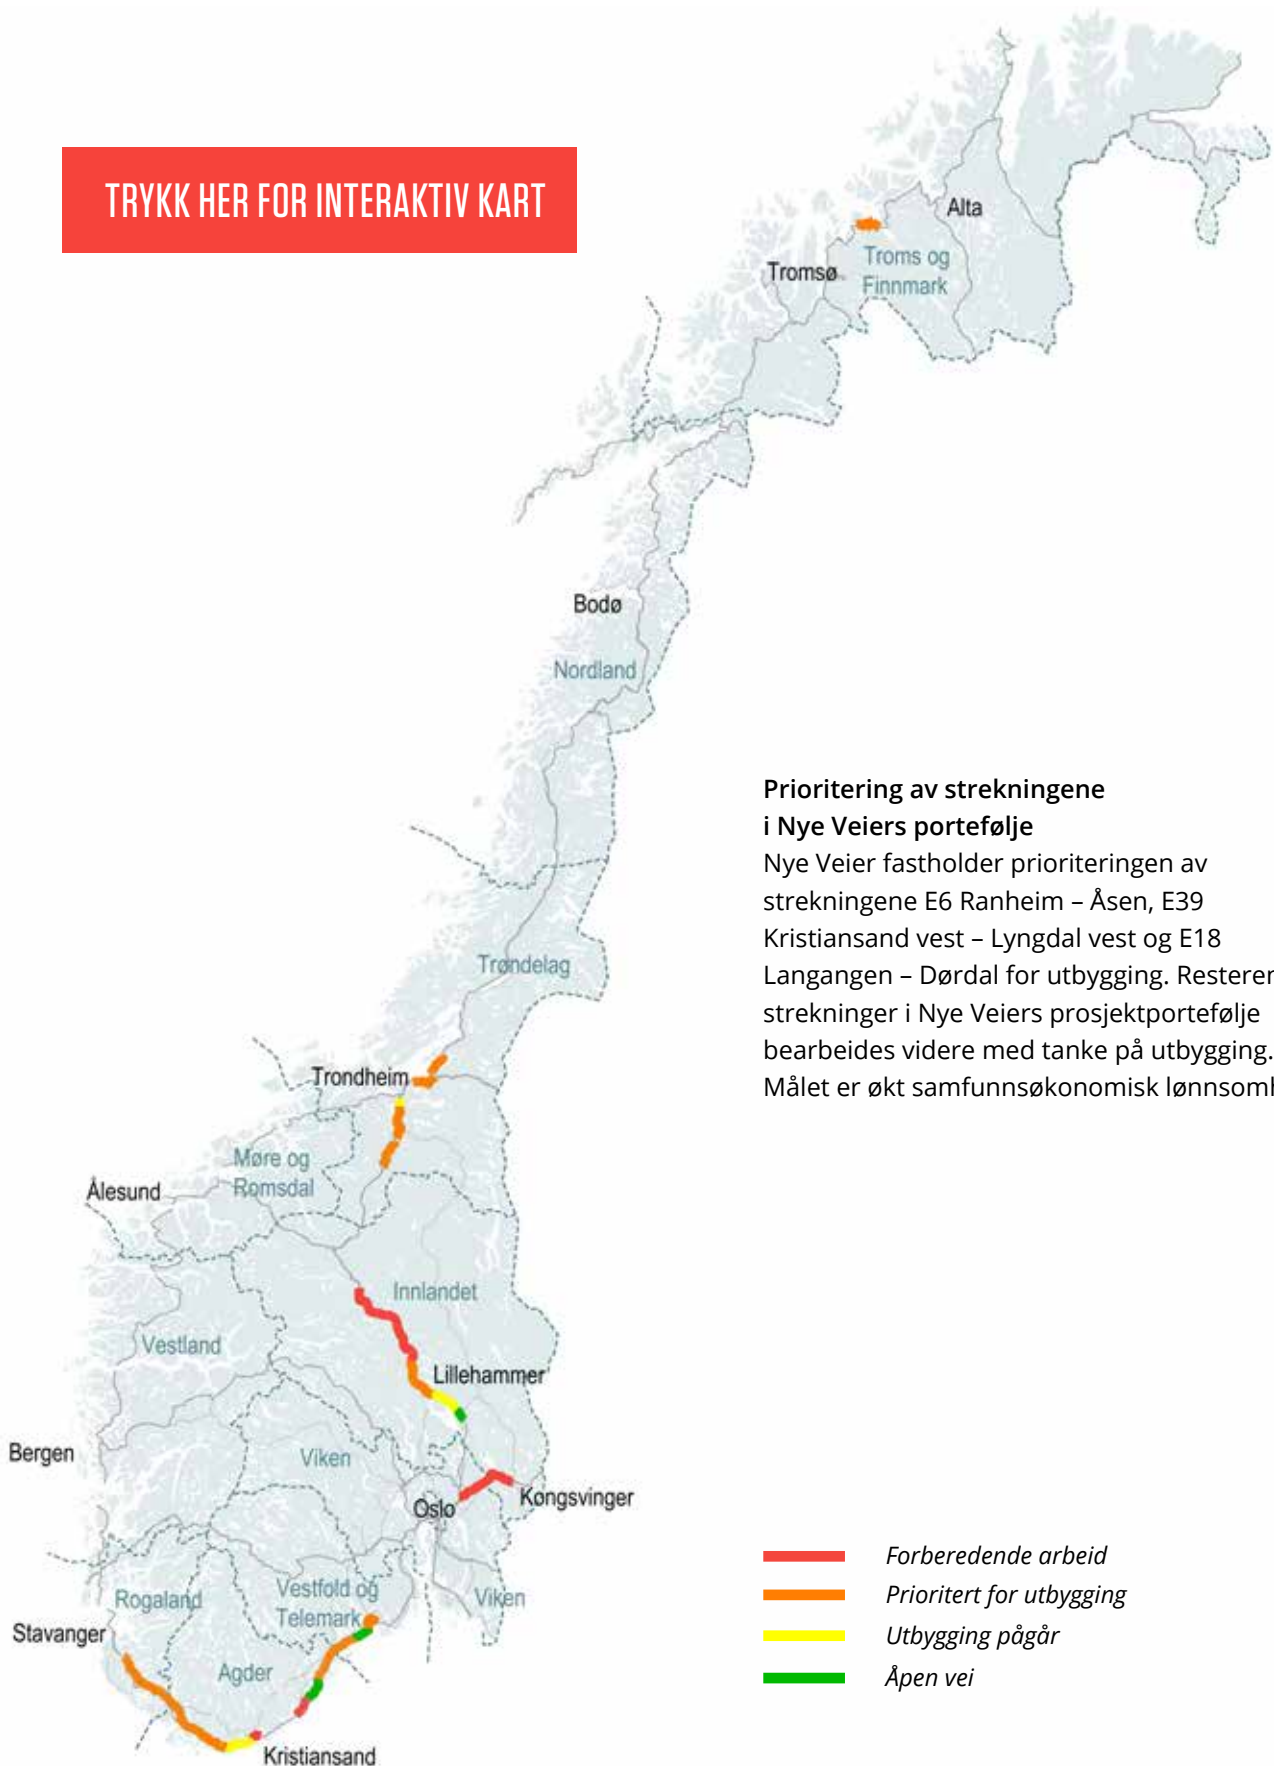 TRYKK HER FOR INTERAKTIV KART
Alta
Tromsø
Troms og
Finnmark
Bodø
Nordland
Prioritering av strekningene
i Nye Veiers portefølje
Nye Veier fastholder prioriteringen av
strekningene E6 Ranheim – Åsen, E39
Kristiansand vest – Lyngdal vest og E18
Langangen – Dørdal for utbygging. Resteren
strekninger i Nye Veiers prosjektportefølje
bearbeides videre med tanke på utbygging.
Målet er økt samfunnsøkonomisk lønnsomh
Trøndelag
Trondheim
Møre og
Romsdal
Ålesund
Innlandet
Vestland
Lillehammer
Bergen
Viken
Oslo
Kongsvinger
Rogaland
Vestfold og
Telemark
Viken
Stavanger
Agder
Kristiansand
Forberedende arbeid
Prioritert for utbygging
Utbygging pågår
Åpen vei